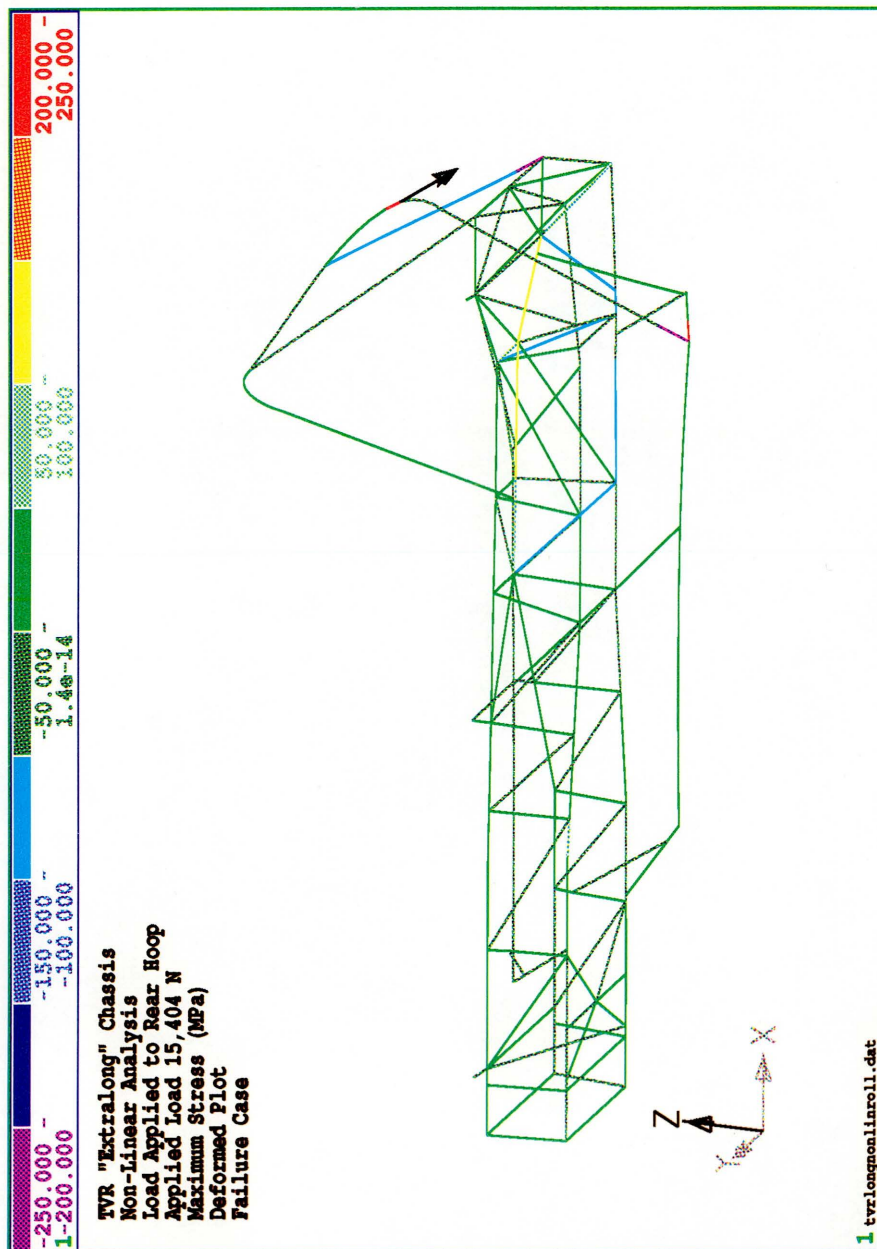 -250.000 -
1-200.000
-150.000 -
-100.000
-50.000 -
1.4e-14
50.000 -
100.000
200.000 -
250.000
TVR "Extralong" Chassis
Non-Linear Analysis
Load Applied to Rear Hoop
Applied Load 15,404 N
Maximum Stress (MPa)
Deformed Plot
Failure Case
Z
Y
X
1 tvrlongnonlinroll.dat